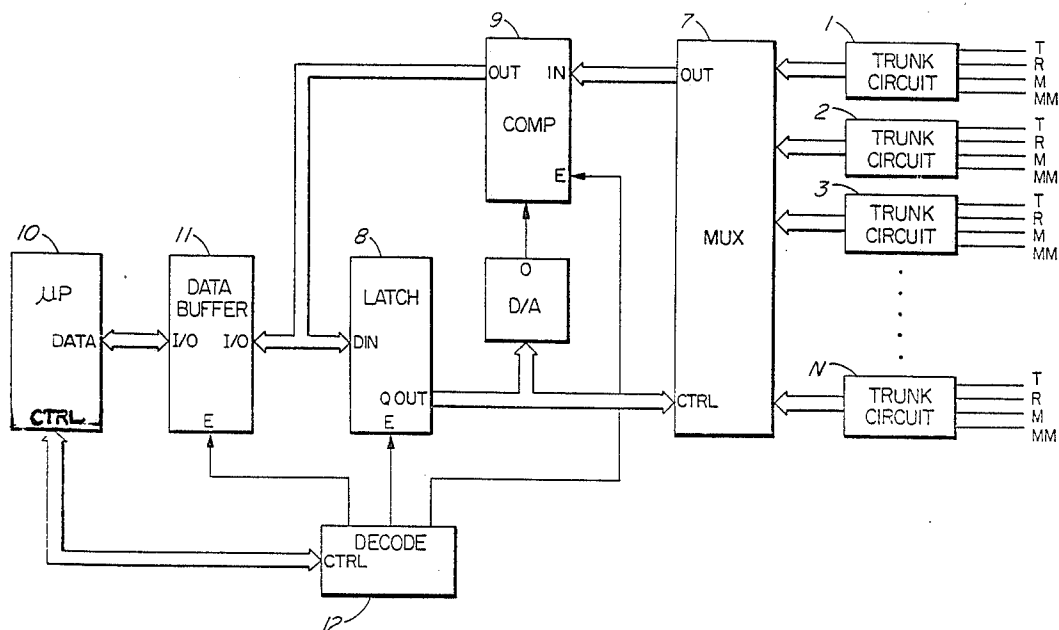 9
7
1
OUT
IN
COMP
E
OUT
MUX
CTRL
TRUNK
CIRCUIT
T
R
M
MM
2
TRUNK
CIRCUIT
T
R
M
MM
3
TRUNK
CIRCUIT
T
R
M
MM
N
TRUNK
CIRCUIT
T
R
M
MM
10
μP
DATA
CTRL
11
DATA
BUFFER
I/O
I/O
E
8
LATCH
DIN
Q OUT
E
O
D/A
DECODE
CTRL
12